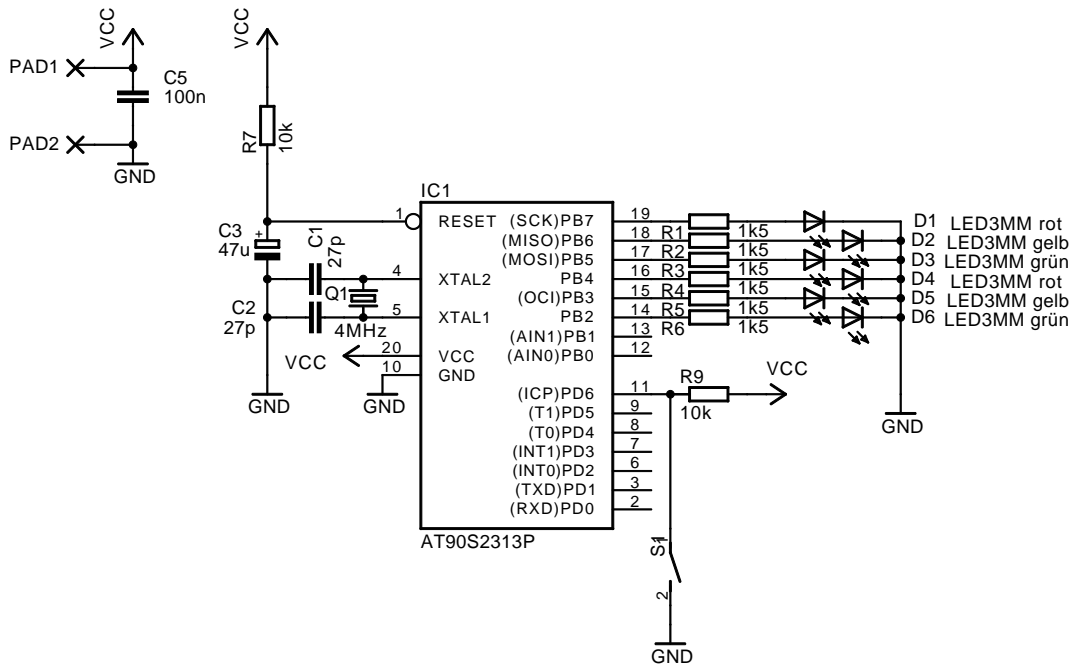 VCC
PAD1
C5
100n
PAD2
GND
VCC
R7
10k
IC1
1
RESET
(SCK)PB7
19
(MISO)PB6
18
(MOSI)PB5
17
4
XTAL2
PB4
16
(OCI)PB3
15
5
XTAL1
PB2
14
(AIN1)PB1
13
20
VCC
(AIN0)PB0
12
10
GND
(ICP)PD6
11
(T1)PD5
9
(T0)PD4
8
(INT1)PD3
7
(INT0)PD2
6
(TXD)PD1
3
(RXD)PD0
2
AT90S2313P
C3
+
47u
C1
27p
Q1
4MHz
C2
27p
VCC
GND
GND
R1
1k5
R2
1k5
R3
1k5
R4
1k5
R5
1k5
R6
1k5
D1 LED3MM rot
D2 LED3MM gelb
D3 LED3MM grün
D4 LED3MM rot
D5 LED3MM gelb
D6 LED3MM grün
GND
R9
10k
VCC
S1
1
2
GND